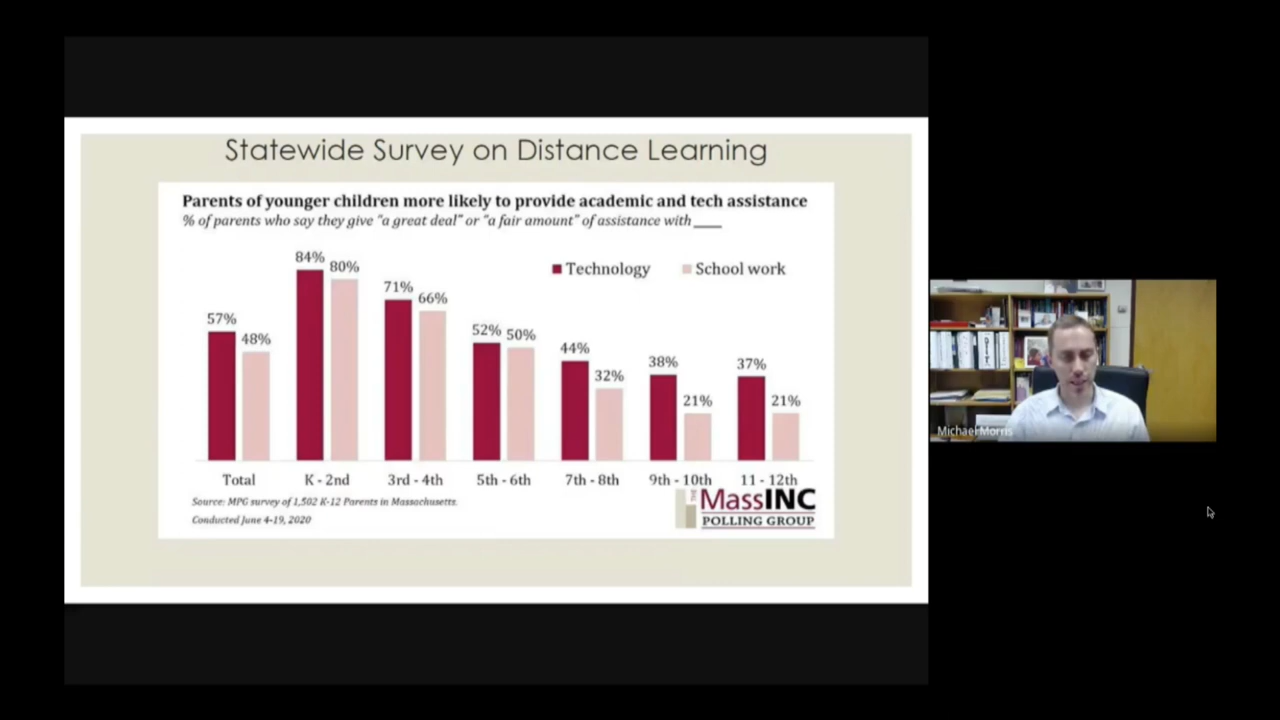 Statewide Survey on Distance Learning
Parents of younger children more likely to provide academic and tech assistance
% of parents who say they give "a great deal" or "a fair amount" of assistance with ____
Technology School work
57% 48% 84% 80% 71% 66% 52% 50% 44% 32% 38% 21% 37% 21%
Total K - 2nd 3rd - 4th 5th - 6th 7th - 8th 9th - 10th 11 - 12th
Source: MPG survey of 1,502 K-12 Parents in Massachusetts.
Conducted June 4-19, 2020
THE MassINC
POLLING GROUP
Michael Morris